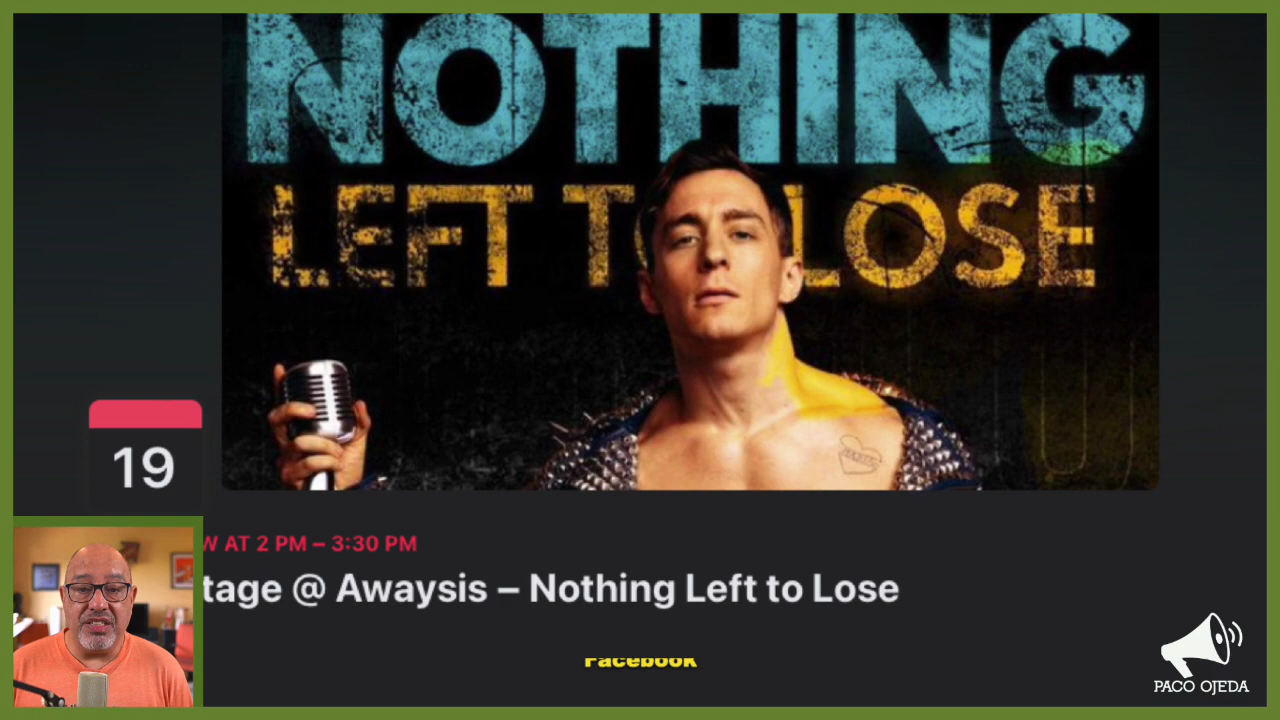 NOTHING
LEFT TO LOSE
19
W AT 2 PM – 3:30 PM
tage @ Awaysis – Nothing Left to Lose
Facebook
PACO OJEDA